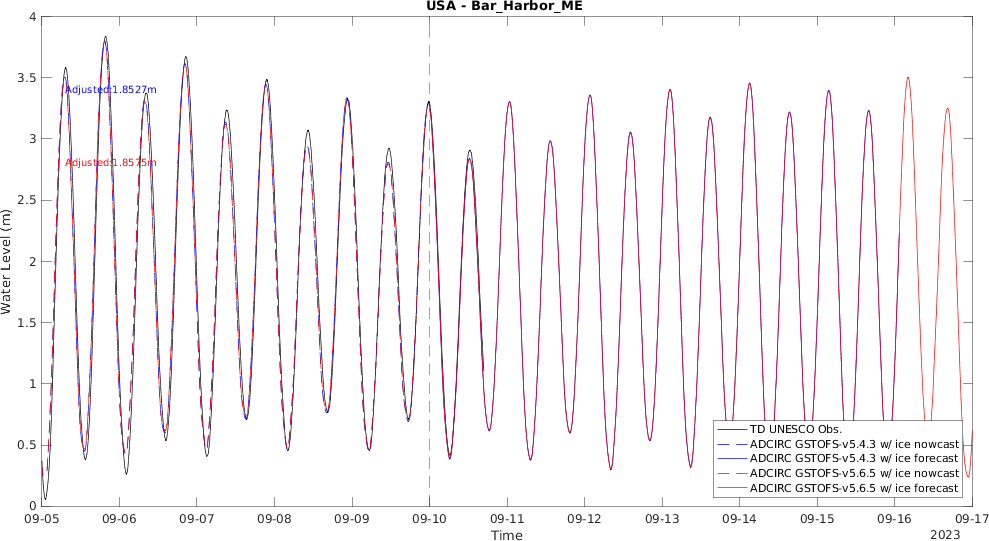 USA - Bar_Harbor_ME
4
3.5
3
2.5
2
1.5
1
0.5
0
Water Level (m)
Adjusted:1.8527m
Adjusted:1.8575m
TD UNESCO Obs.
ADCIRC GSTOFS-v5.4.3 w/ ice nowcast
ADCIRC GSTOFS-v5.4.3 w/ ice forecast
ADCIRC GSTOFS-v5.6.5 w/ ice nowcast
ADCIRC GSTOFS-v5.6.5 w/ ice forecast
09-05 09-06 09-07 09-08 09-09 09-10 09-11 09-12 09-13 09-14 09-15 09-16 09-17
Time
2023